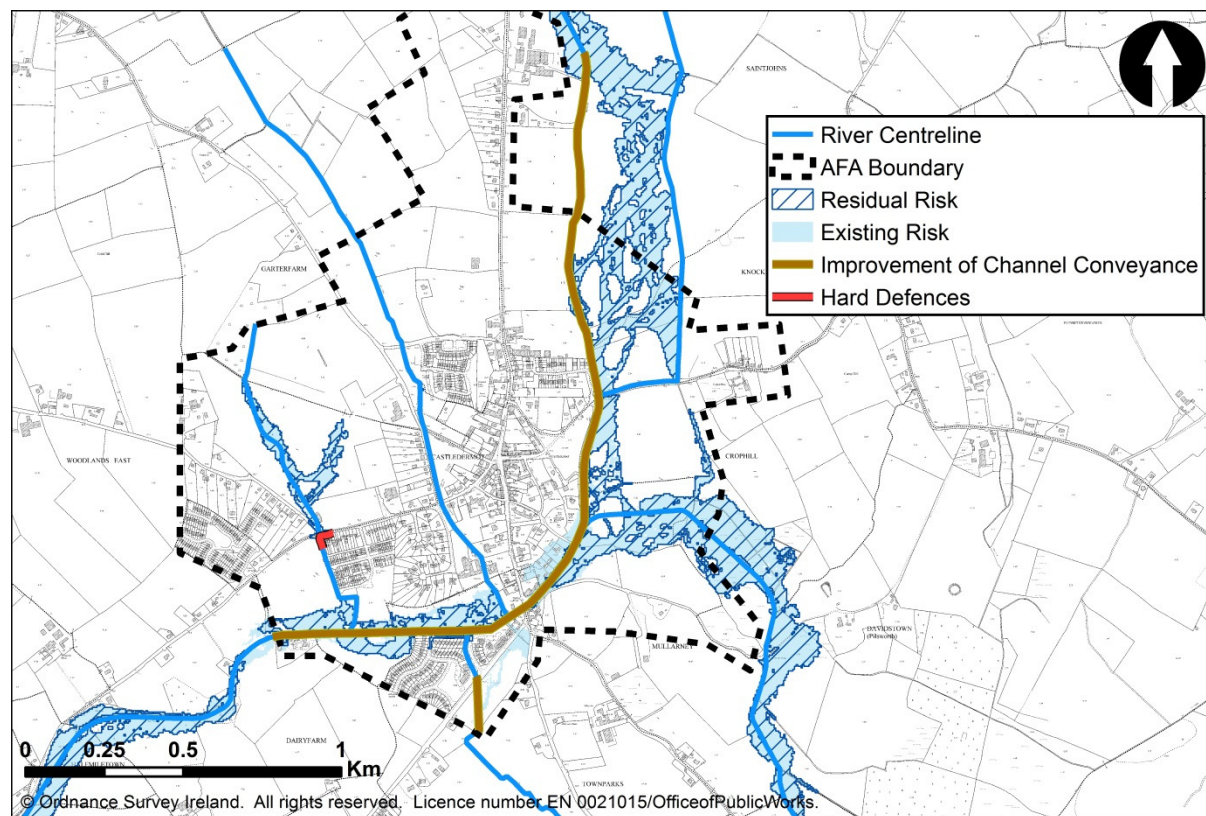 SAINTJOHNS
River Centreline
AFA Boundary
Residual Risk
Existing Risk
Improvement of Channel Conveyance
Hard Defences
GARTERFARM
WOODLANDS EAST
CROPHILL
MULLARNEY
DAVIDSTOWN
DAIRYFARM
TOWNPARKS
0 0.25 0.5 1
Km
© Ordnance Survey Ireland. All rights reserved. Licence number EN 0021015/OfficeofPublicWorks.